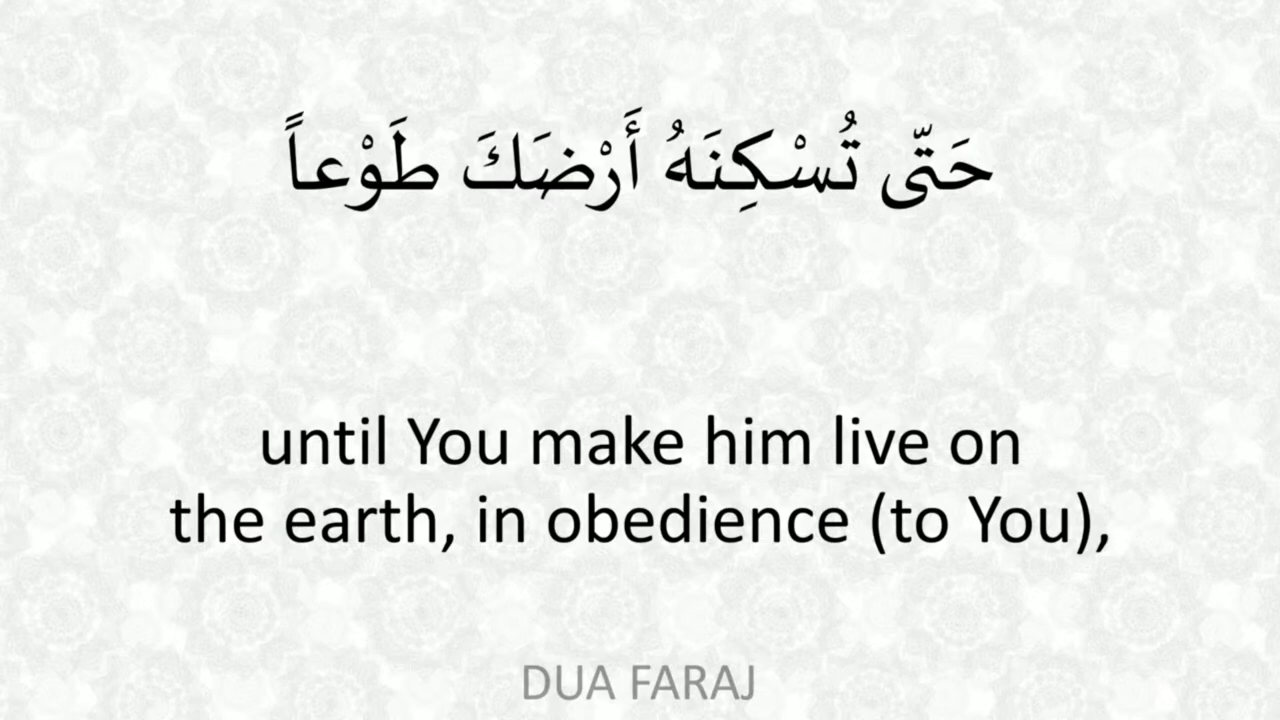 حَتّى تُسْكِنَهُ أَرْضَكَ طَوْعاً
until You make him live on
the earth, in obedience (to You),
DUA FARAJ